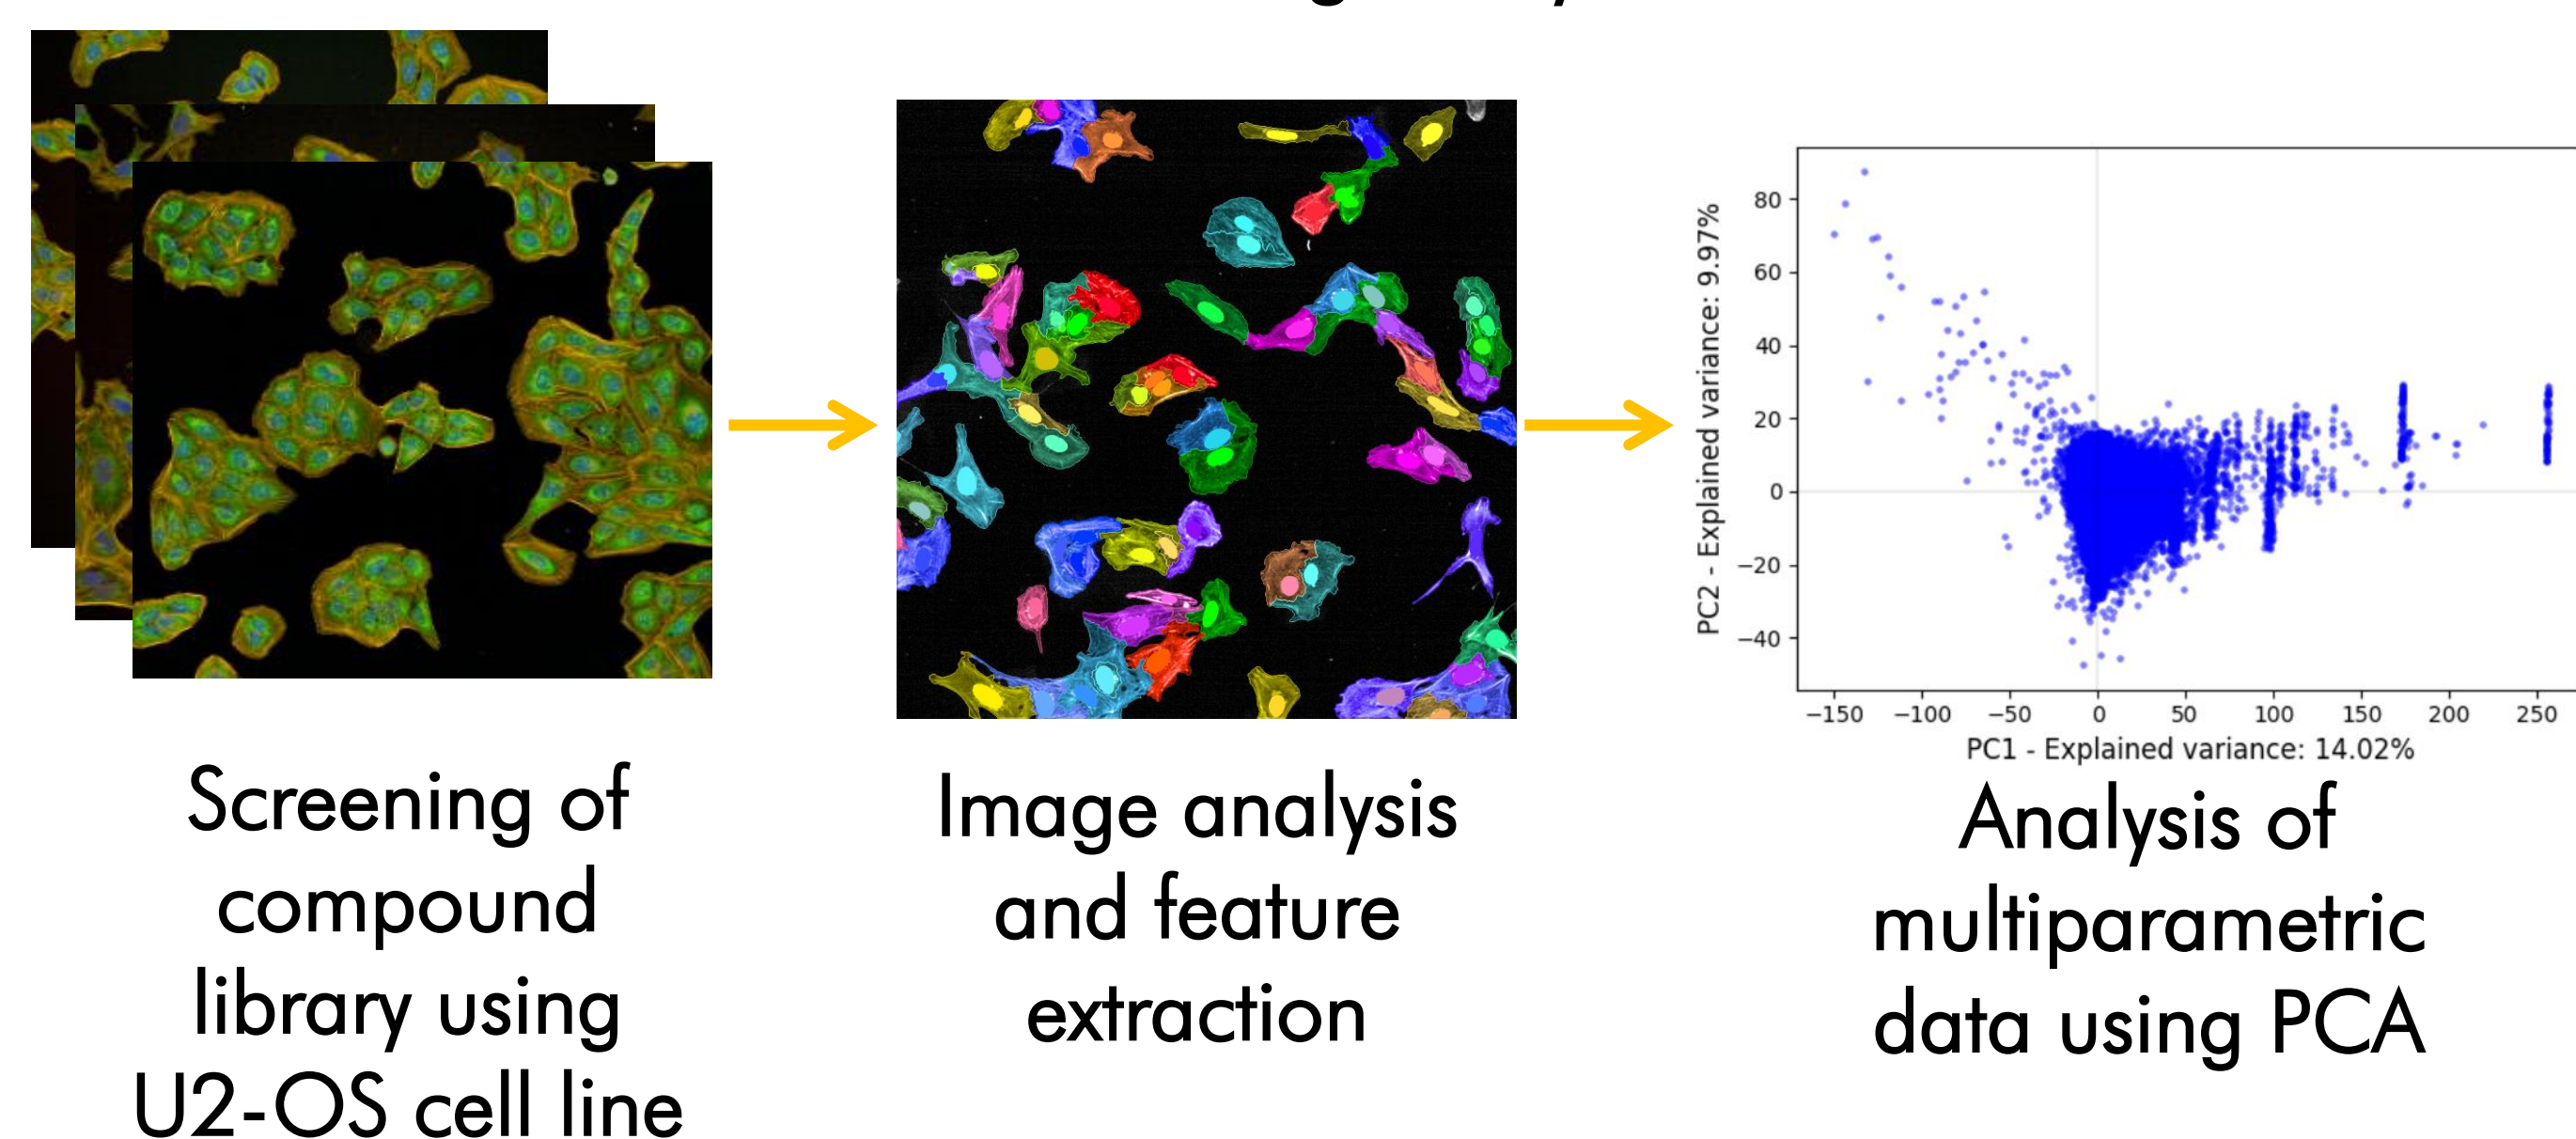 80
60
40
20
0
−20
−40
PC2 - Explained variance: 9.97%
−150 −100 −50 0 50 100 150 200 250
PC1 - Explained variance: 14.02%
Screening of
compound
library using
U2-OS cell line
Image analysis
and feature
extraction
Analysis of
multiparametric
data using PCA